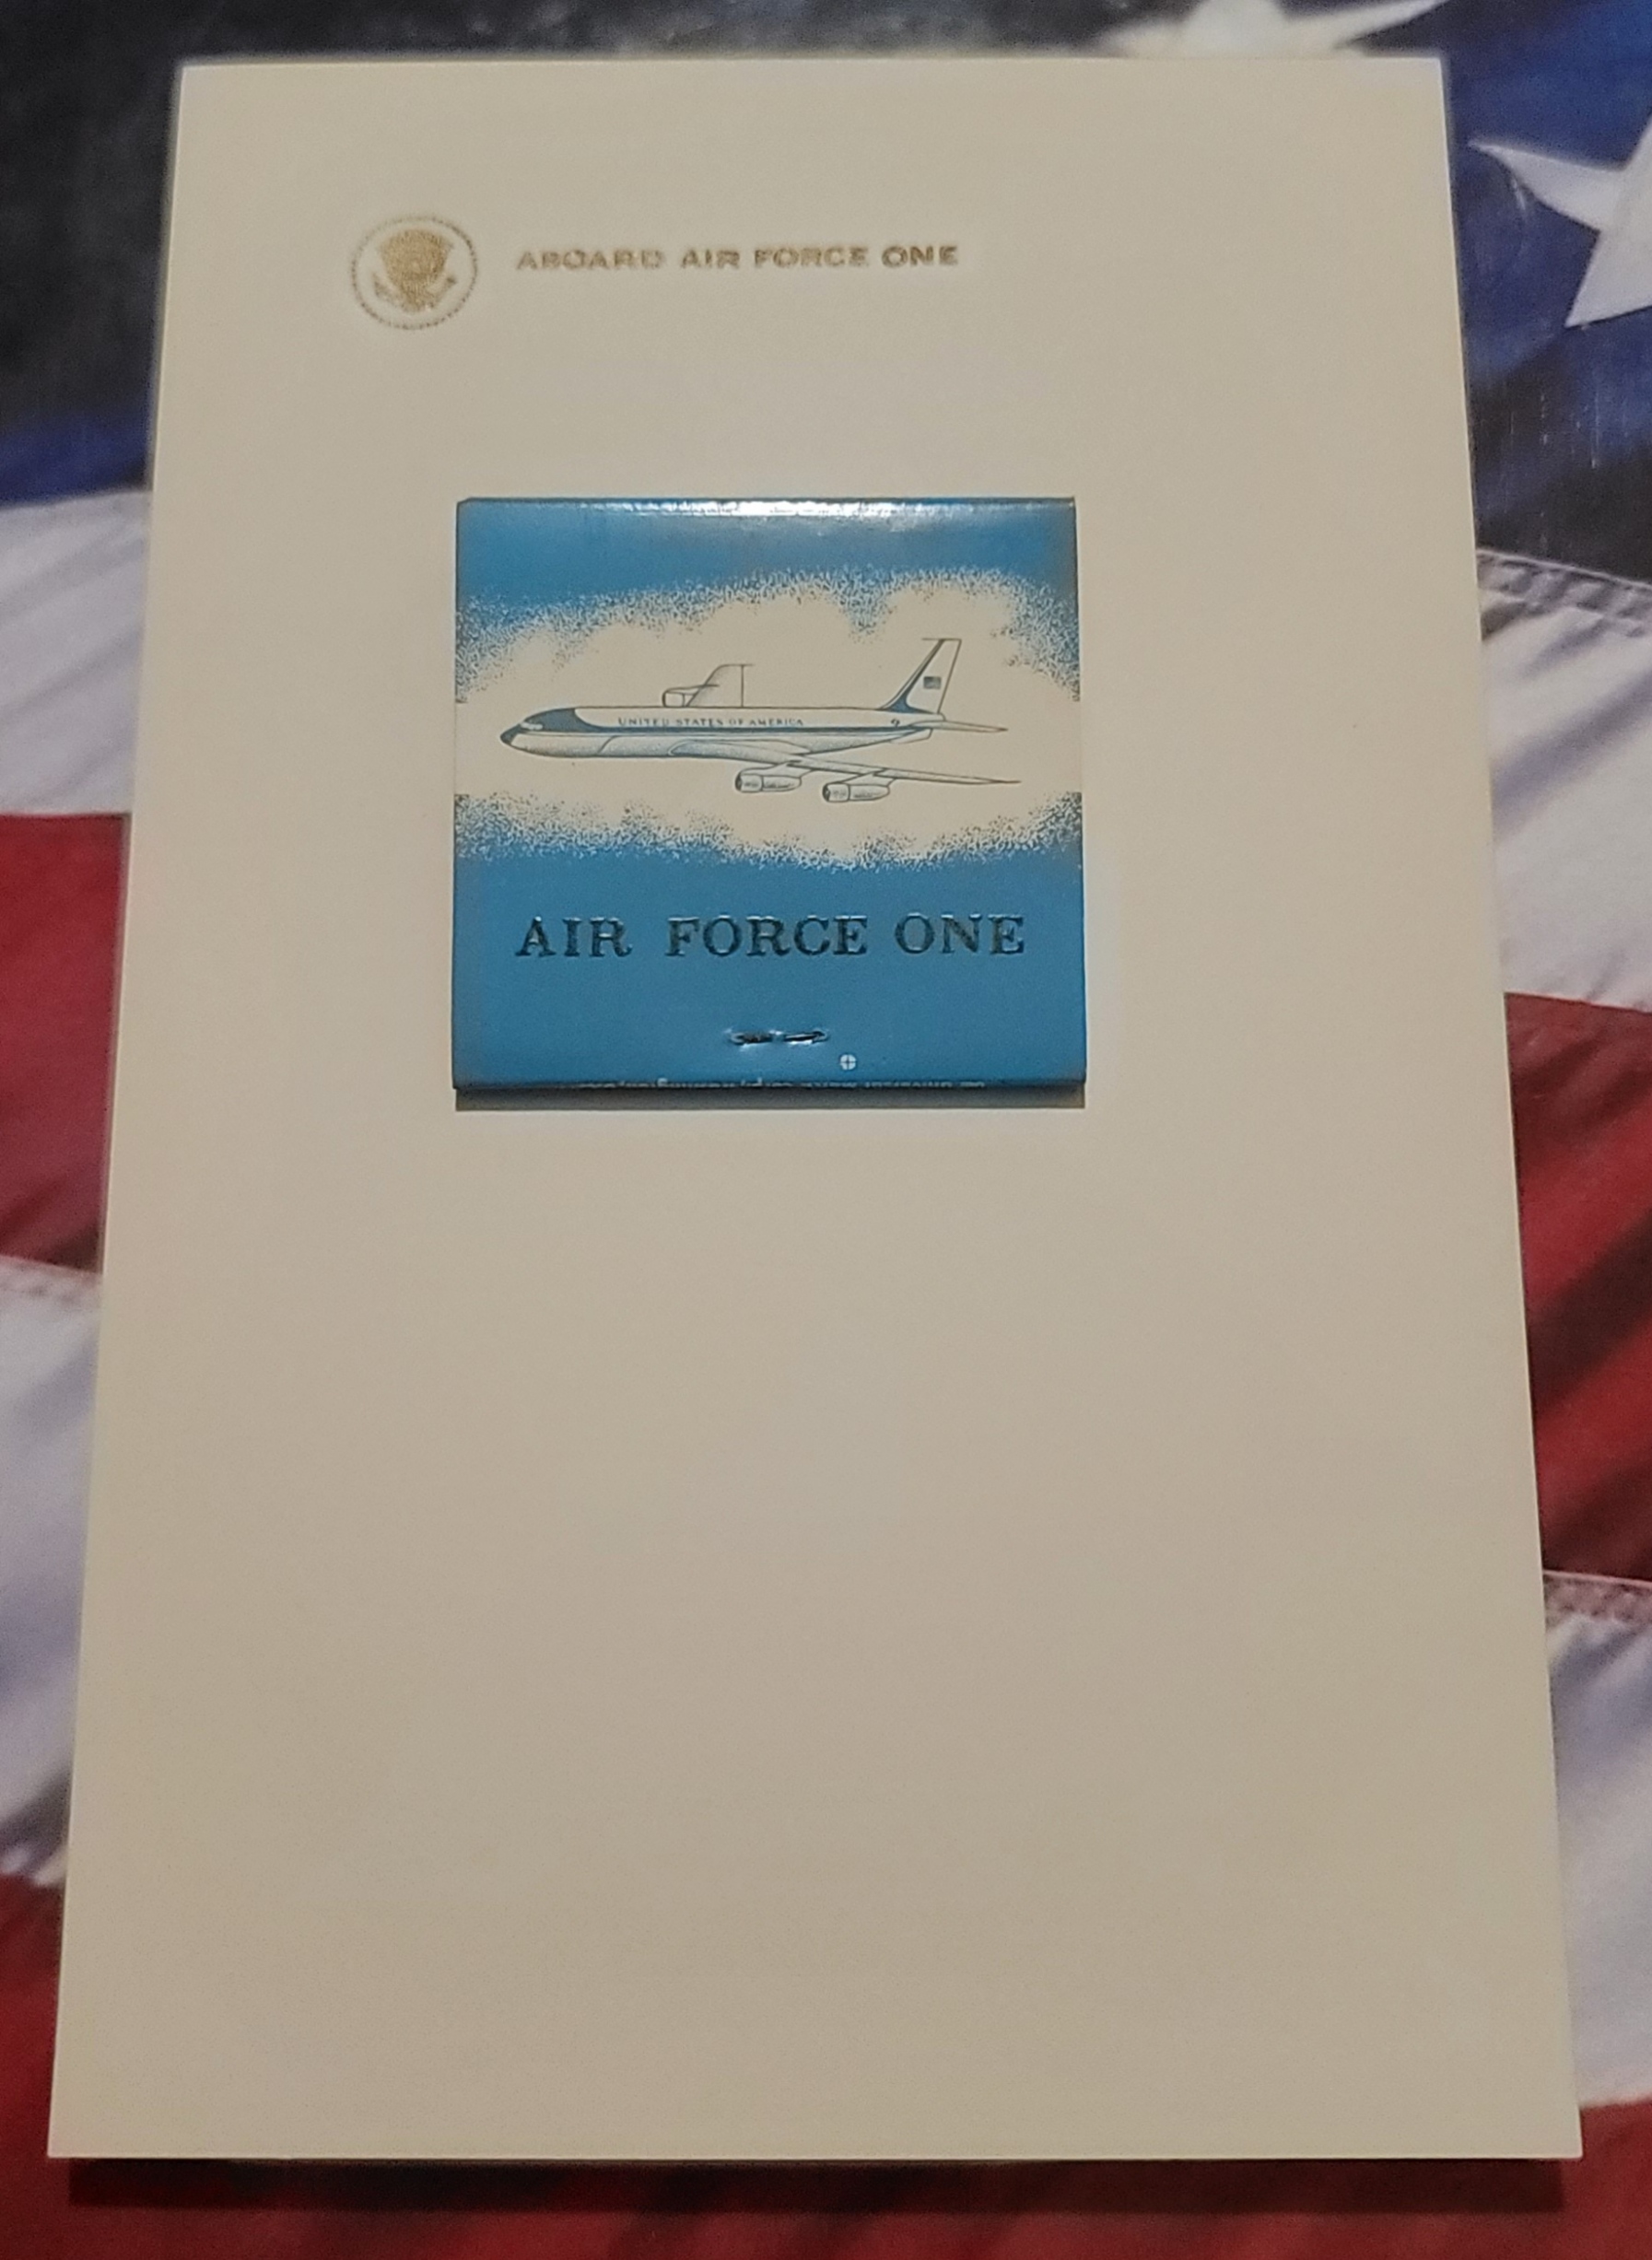 ABOARD AIR FORCE ONE
UNITED STATES OF AMERICA
AIR FORCE ONE